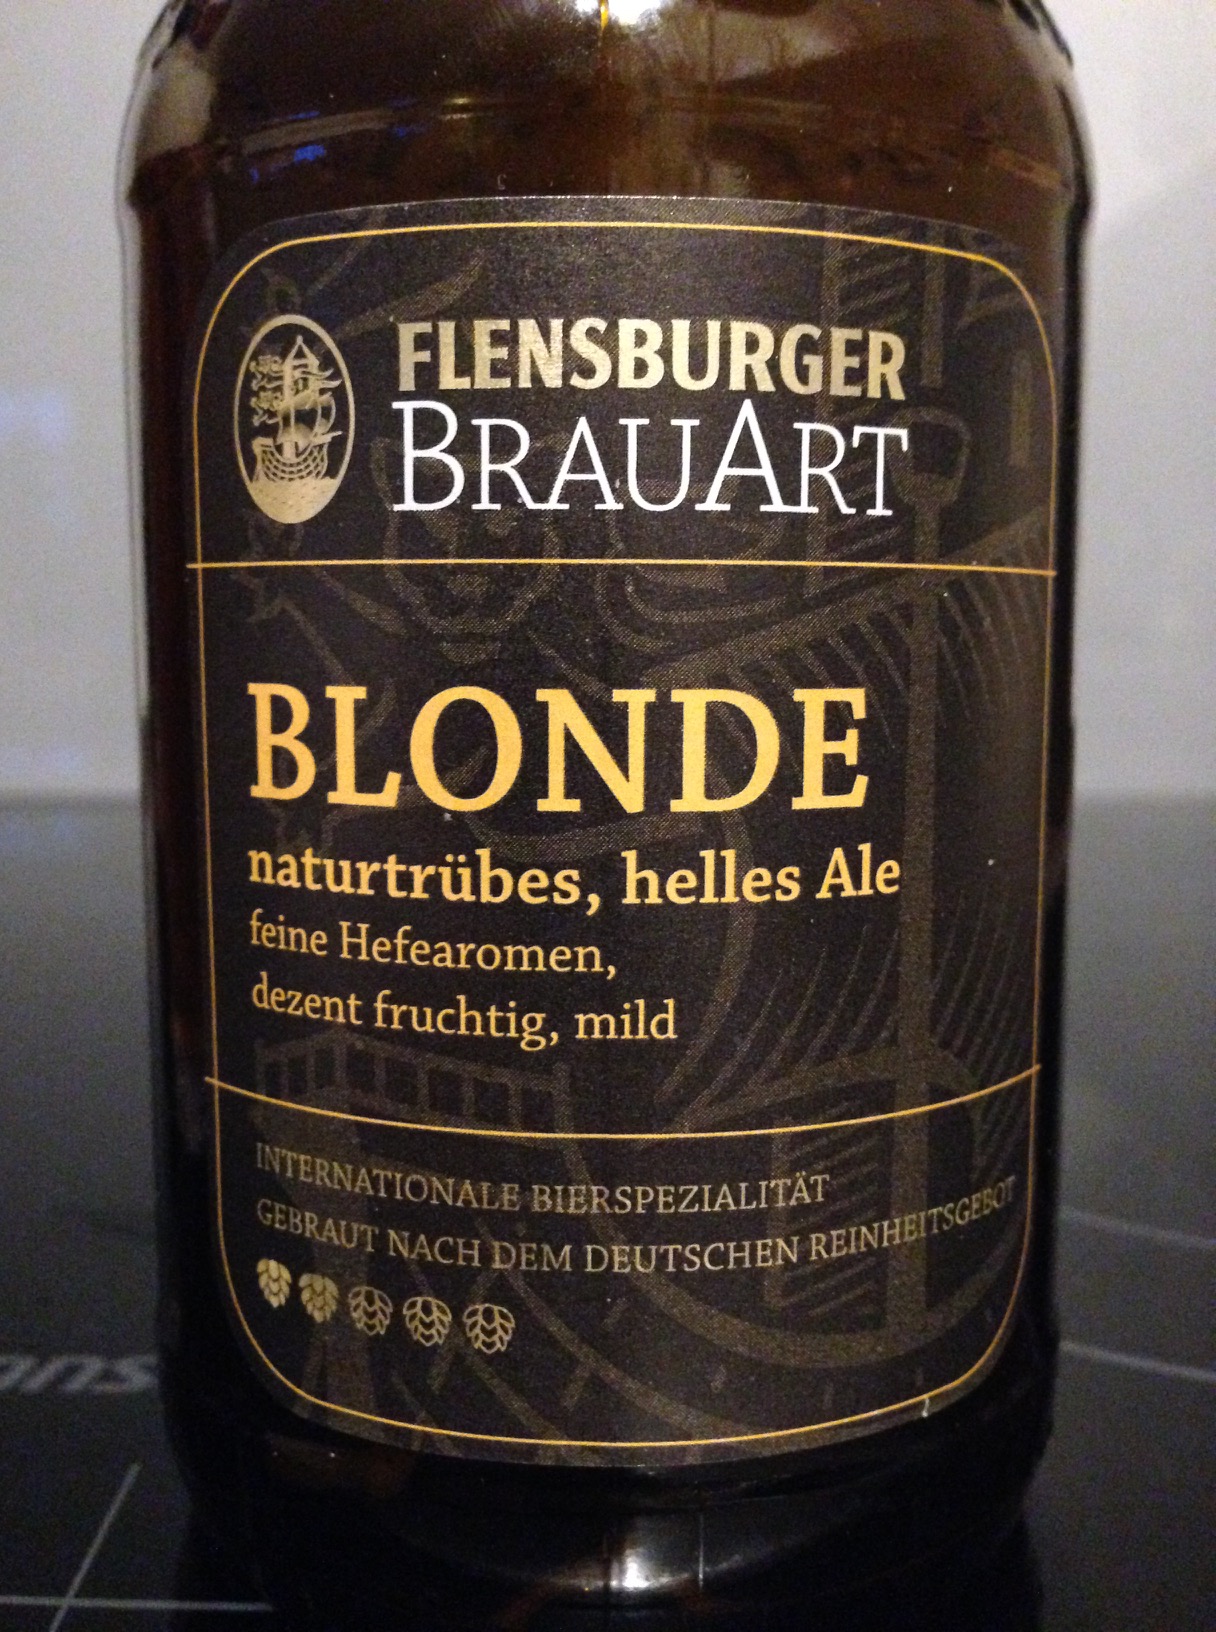 FLENSBURGER
BRAUART
BLONDE
naturtrübes, helles Ale
feine Hefearomen,
dezent fruchtig, mild
INTERNATIONALE BIERSPEZIALITÄT
GEBRAUT NACH DEM DEUTSCHEN REINHEITSGEBOT